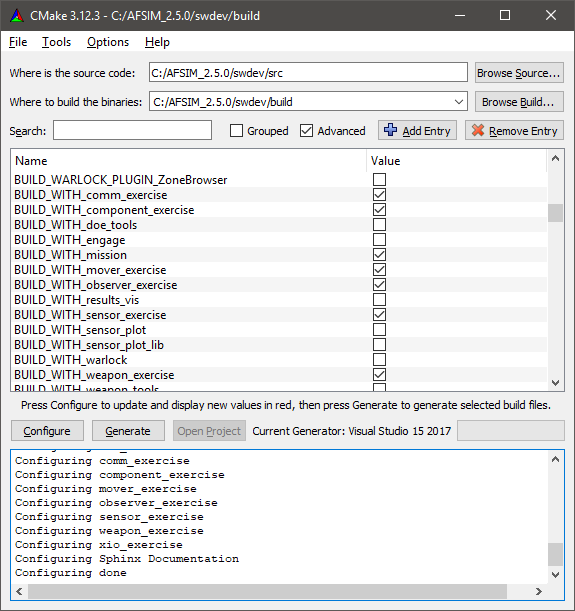 CMake 3.12.3 - C:/AFSIM_2.5.0/swdev/build
File Tools Options Help
Where is the source code: C:/AFSIM_2.5.0/swdev/src Browse Source...
Where to build the binaries: C:/AFSIM_2.5.0/swdev/build Browse Build...
Search: Grouped Advanced Add Entry Remove Entry
Name Value
BUILD_WARLOCK_PLUGIN_ZoneBrowser
BUILD_WITH_comm_exercise
BUILD_WITH_component_exercise
BUILD_WITH_doe_tools
BUILD_WITH_engage
BUILD_WITH_mission
BUILD_WITH_mover_exercise
BUILD_WITH_observer_exercise
BUILD_WITH_results_vis
BUILD_WITH_sensor_exercise
BUILD_WITH_sensor_plot
BUILD_WITH_sensor_plot_lib
BUILD_WITH_warlock
BUILD_WITH_weapon_exercise
BUILD_WITH_weapon_tools
Press Configure to update and display new values in red, then press Generate to generate selected build files.
Configure Generate Open Project Current Generator: Visual Studio 15 2017
Configuring comm_exercise
Configuring component_exercise
Configuring mover_exercise
Configuring observer_exercise
Configuring sensor_exercise
Configuring weapon_exercise
Configuring xio_exercise
Configuring Sphinx Documentation
Configuring done